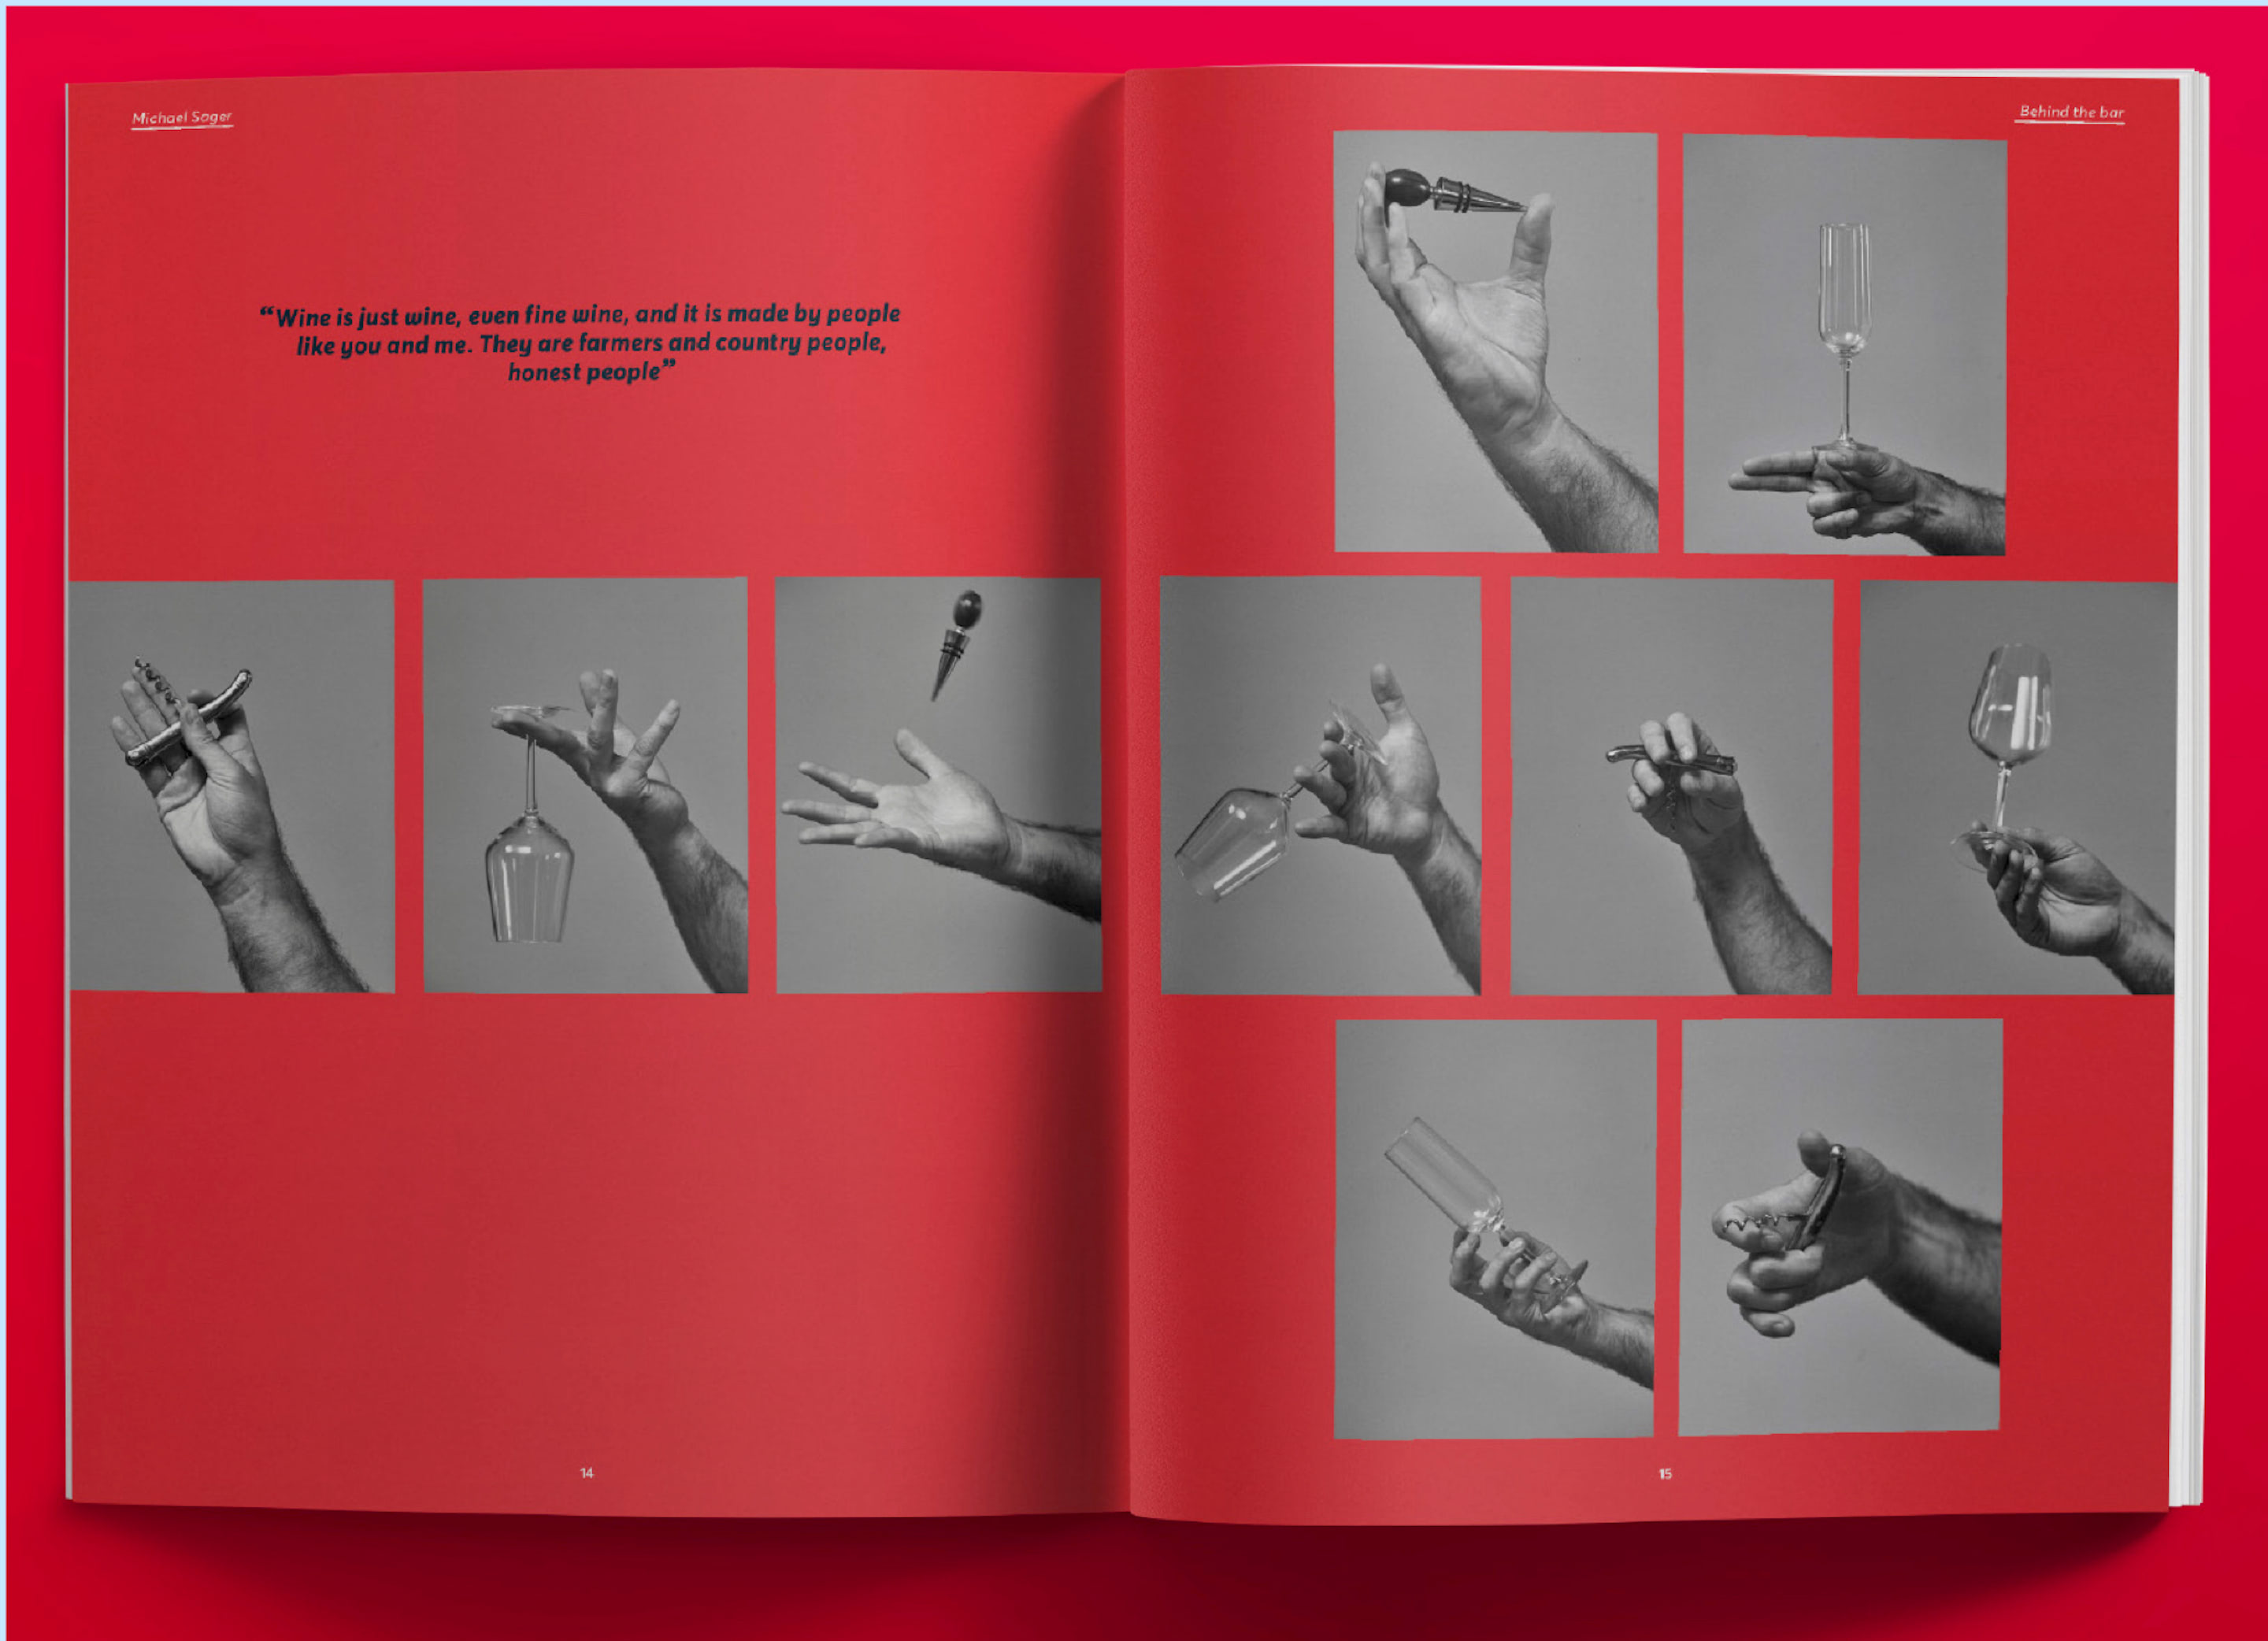 Michael Soger
Behind the bar
“Wine is just wine, even fine wine, and it is made by people
like you and me. They are farmers and country people,
honest people”
14
15